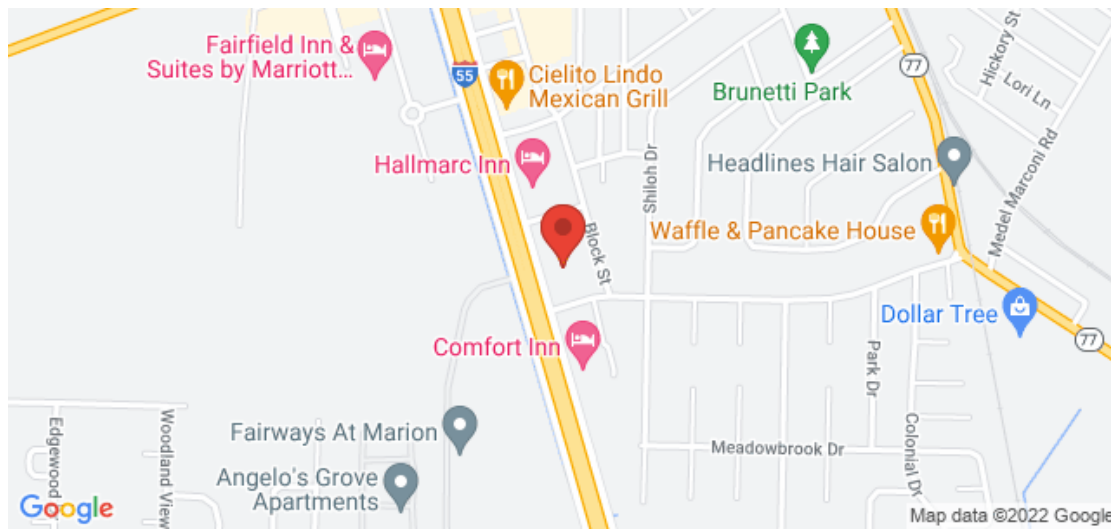 Fairfield Inn &
Suites by Marriott...
55
Cielito Lindo
Mexican Grill
Brunetti Park
77
Hickory St
Lori Ln
Hallmarc Inn
Shiloh Dr
Headlines Hair Salon
Medel Marconi Rd
Block St
Waffle & Pancake House
Dollar Tree
77
Comfort Inn
Park Dr
Edgewood
Woodland View
Fairways At Marion
Meadowbrook Dr
Colonial Dr
Angelo's Grove
Apartments
Google
Map data ©2022 Google